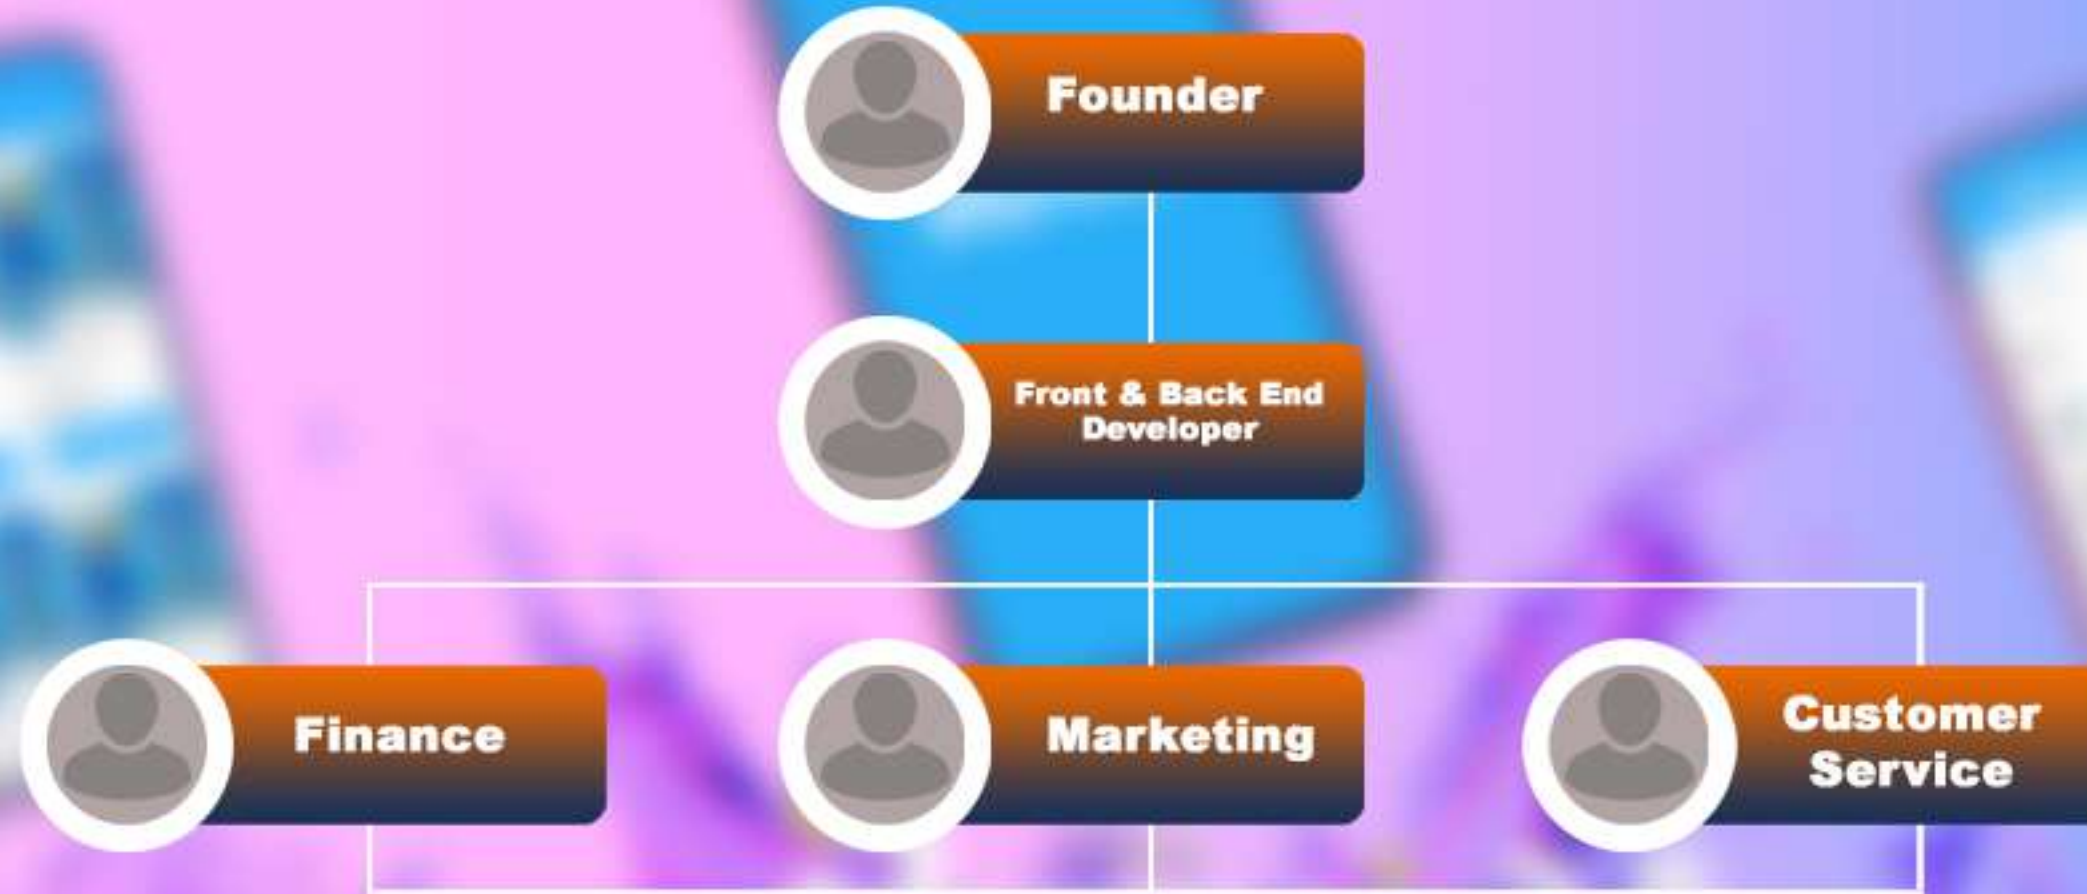 Founder
Front & Back End
Developer
Finance
Marketing
Customer
Service